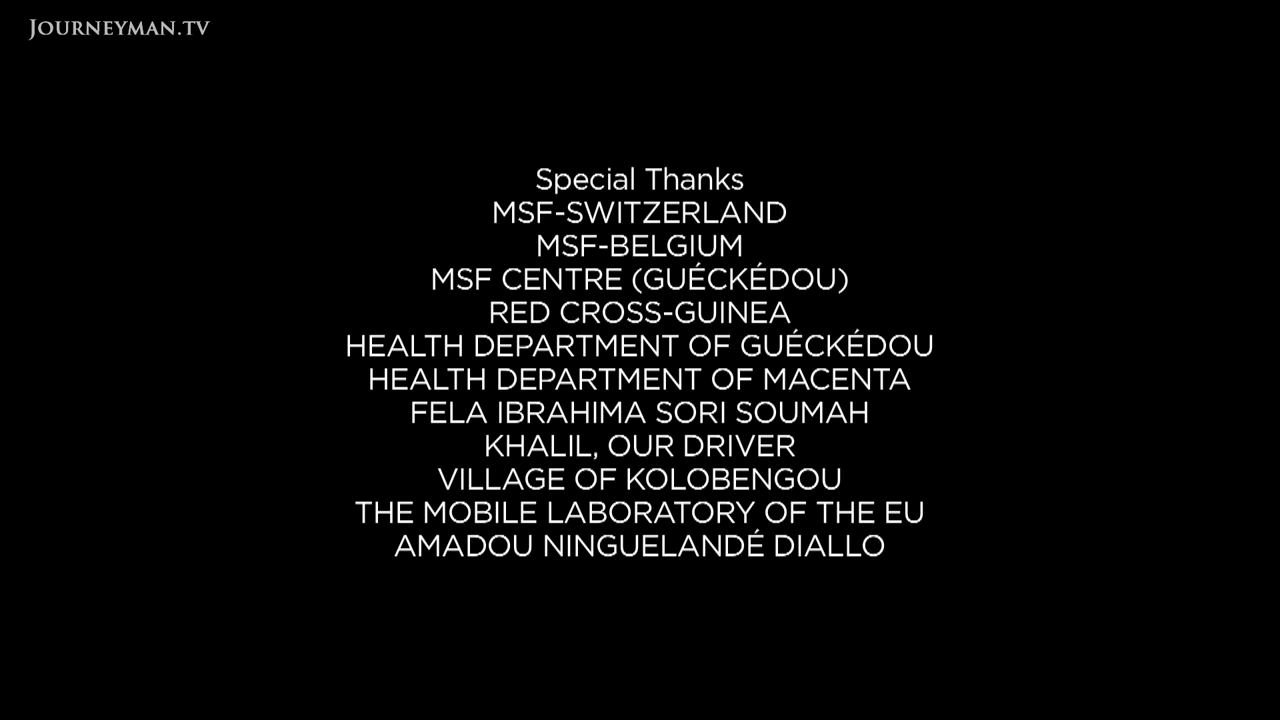 JOURNEYMAN.TV
Special Thanks
MSF-SWITZERLAND
MSF-BELGIUM
MSF CENTRE (GUÉCKÉDOU)
RED CROSS-GUINEA
HEALTH DEPARTMENT OF GUÉCKÉDOU
HEALTH DEPARTMENT OF MACENTA
FELA IBRAHIMA SORI SOUMAH
KHALIL, OUR DRIVER
VILLAGE OF KOLOBENGOU
THE MOBILE LABORATORY OF THE EU
AMADOU NINGUELANDÉ DIALLO